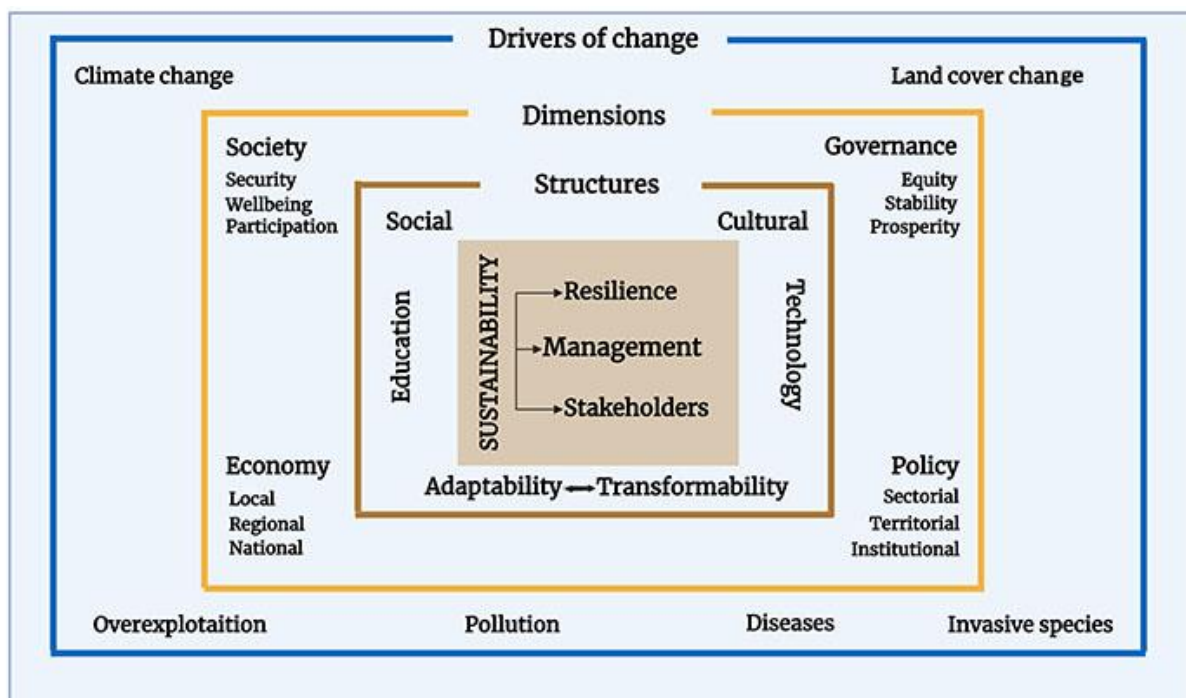 Drivers of change
Climate change
Land cover change
Dimensions
Society
Security
Wellbeing
Participation
Governance
Equity
Stability
Prosperity
Structures
Social
Cultural
Education
SUSTAINABILITY
Resilience
Management
Stakeholders
Technology
Adaptability
Transformability
Economy
Local
Regional
National
Policy
Sectorial
Territorial
Institutional
Overexplotaition
Pollution
Diseases
Invasive species